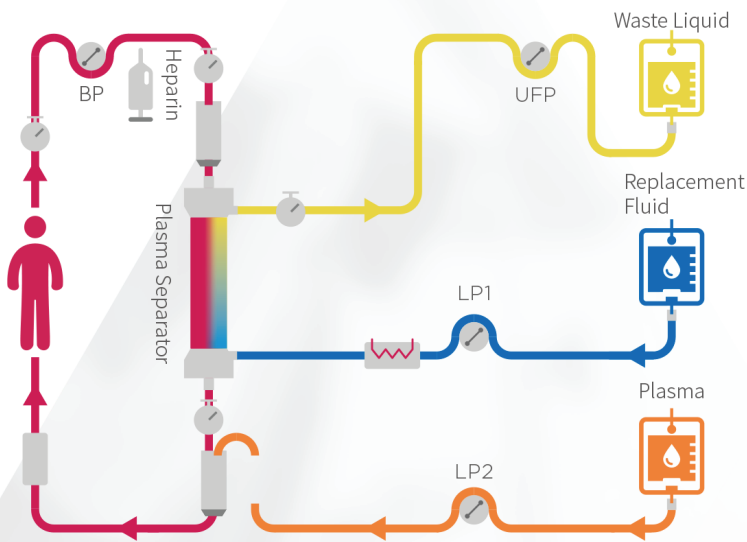 Waste Liquid
BP
Heparin
UFP
Replacement
Fluid
Plasma Separator
LP1
Plasma
LP2